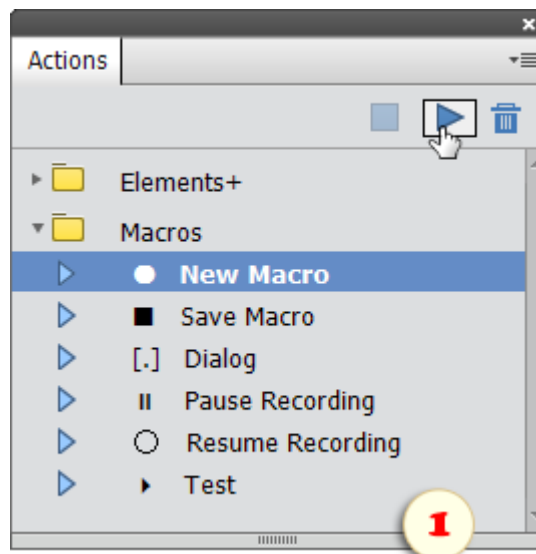 Actions
Elements+
Macros
New Macro
Save Macro
[.] Dialog
Pause Recording
Resume Recording
Test
1